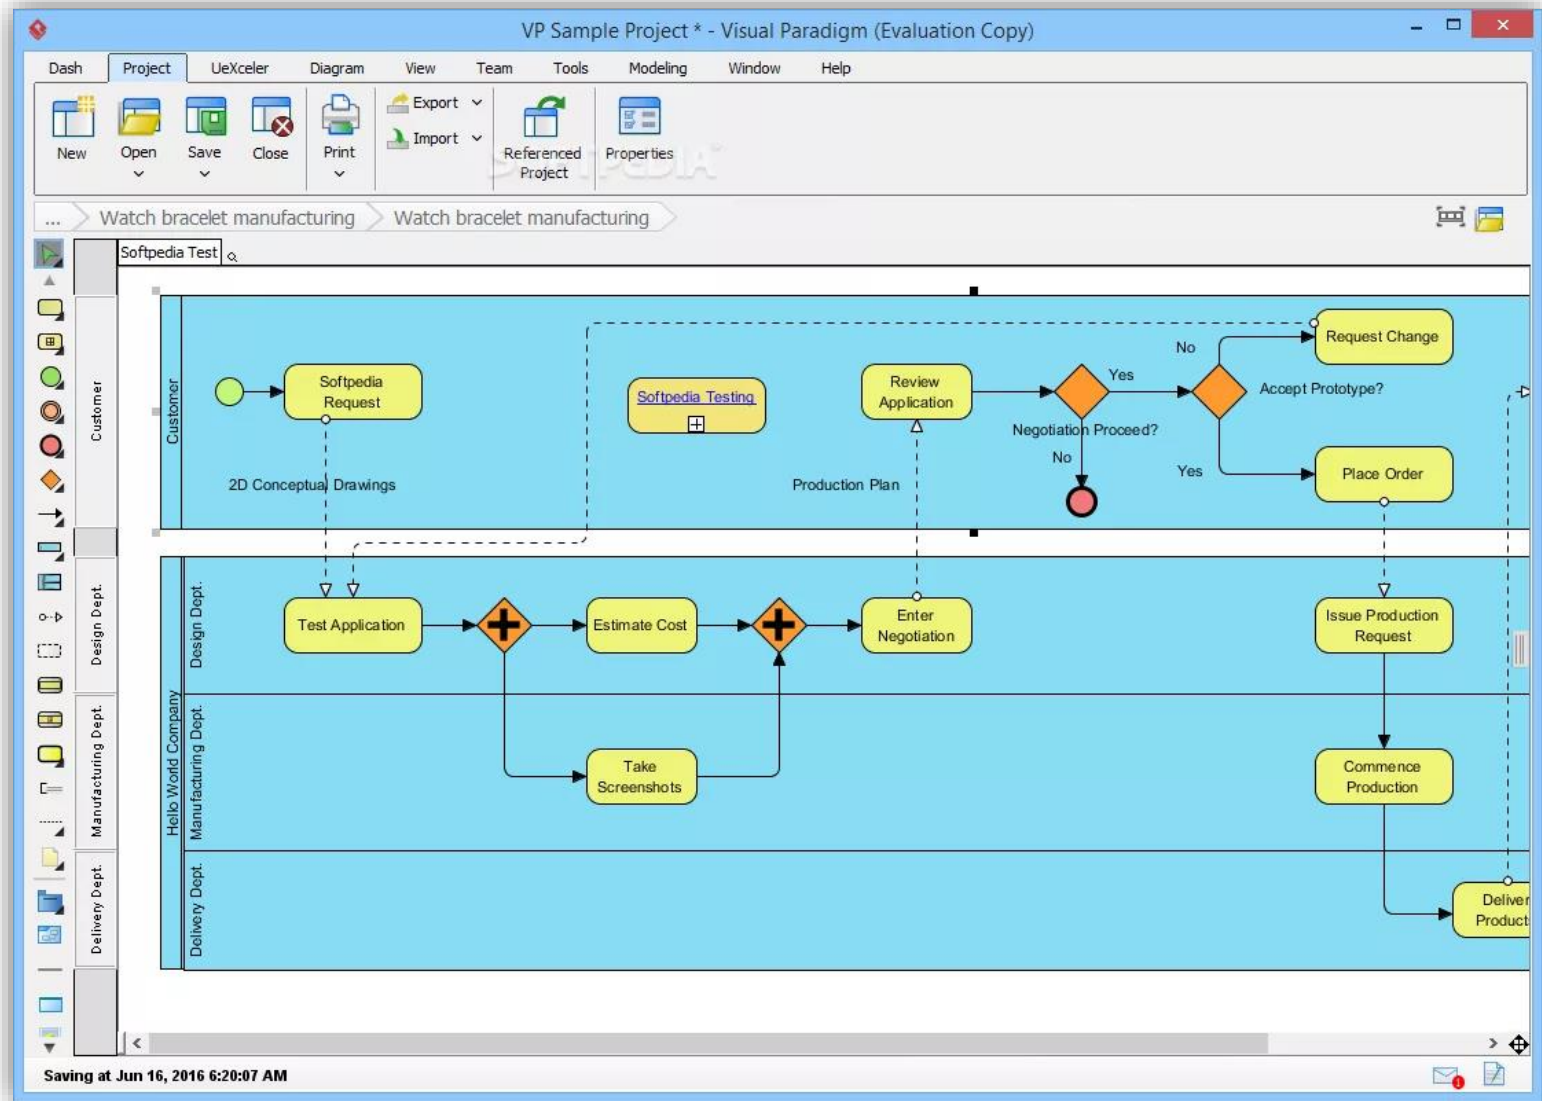 VP Sample Project * - Visual Paradigm (Evaluation Copy)
Dash Project UeXceler Diagram View Team Tools Modeling Window Help
Export
Import
New Open Save Close Print Referenced Project Properties
SOFTPEDIA
... Watch bracelet manufacturing Watch bracelet manufacturing
Softpedia Test
Customer
Design Dept.
Manufacturing Dept.
Delivery Dept.
Customer
Softpedia
Request
Softpedia Testing
Review
Application
Yes
Negotiation Proceed?
No
No
Accept Prototype?
Yes
Request Change
Place Order
2D Conceptual Drawings
Production Plan
Hello World Company
Design Dept.
Test Application
Estimate Cost
Enter
Negotiation
Issue Production
Request
Manufacturing Dept.
Take
Screenshots
Commence
Production
Delivery Dept.
Deliver
Product
Saving at Jun 16, 2016 6:20:07 AM
1